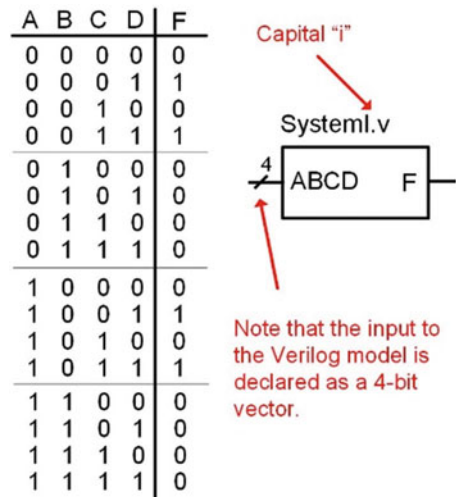 A B C D F
0 0 0 0 0
0 0 0 1 1
0 0 1 0 0
0 0 1 1 1
0 1 0 0 0
0 1 0 1 0
0 1 1 0 0
0 1 1 1 0
1 0 0 0 0
1 0 0 1 1
1 0 1 0 0
1 0 1 1 1
1 1 0 0 0
1 1 0 1 0
1 1 1 0 0
1 1 1 1 0
Capital “i”
SystemI.v
4
ABCD F
Note that the input to
the Verilog model is
declared as a 4-bit
vector.